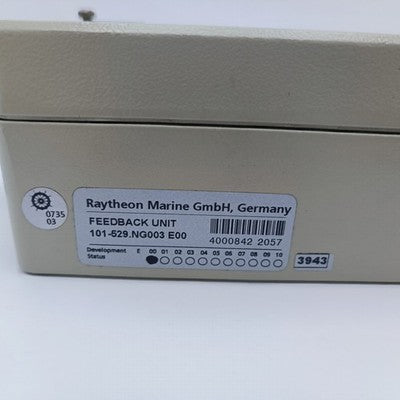 0735
03
Raytheon Marine GmbH, Germany
FEEDBACK UNIT
101-529.NG003 E00
4000842 2057
Development Status E 00 01 02 03 04 05 06 07 08 09 10
3943